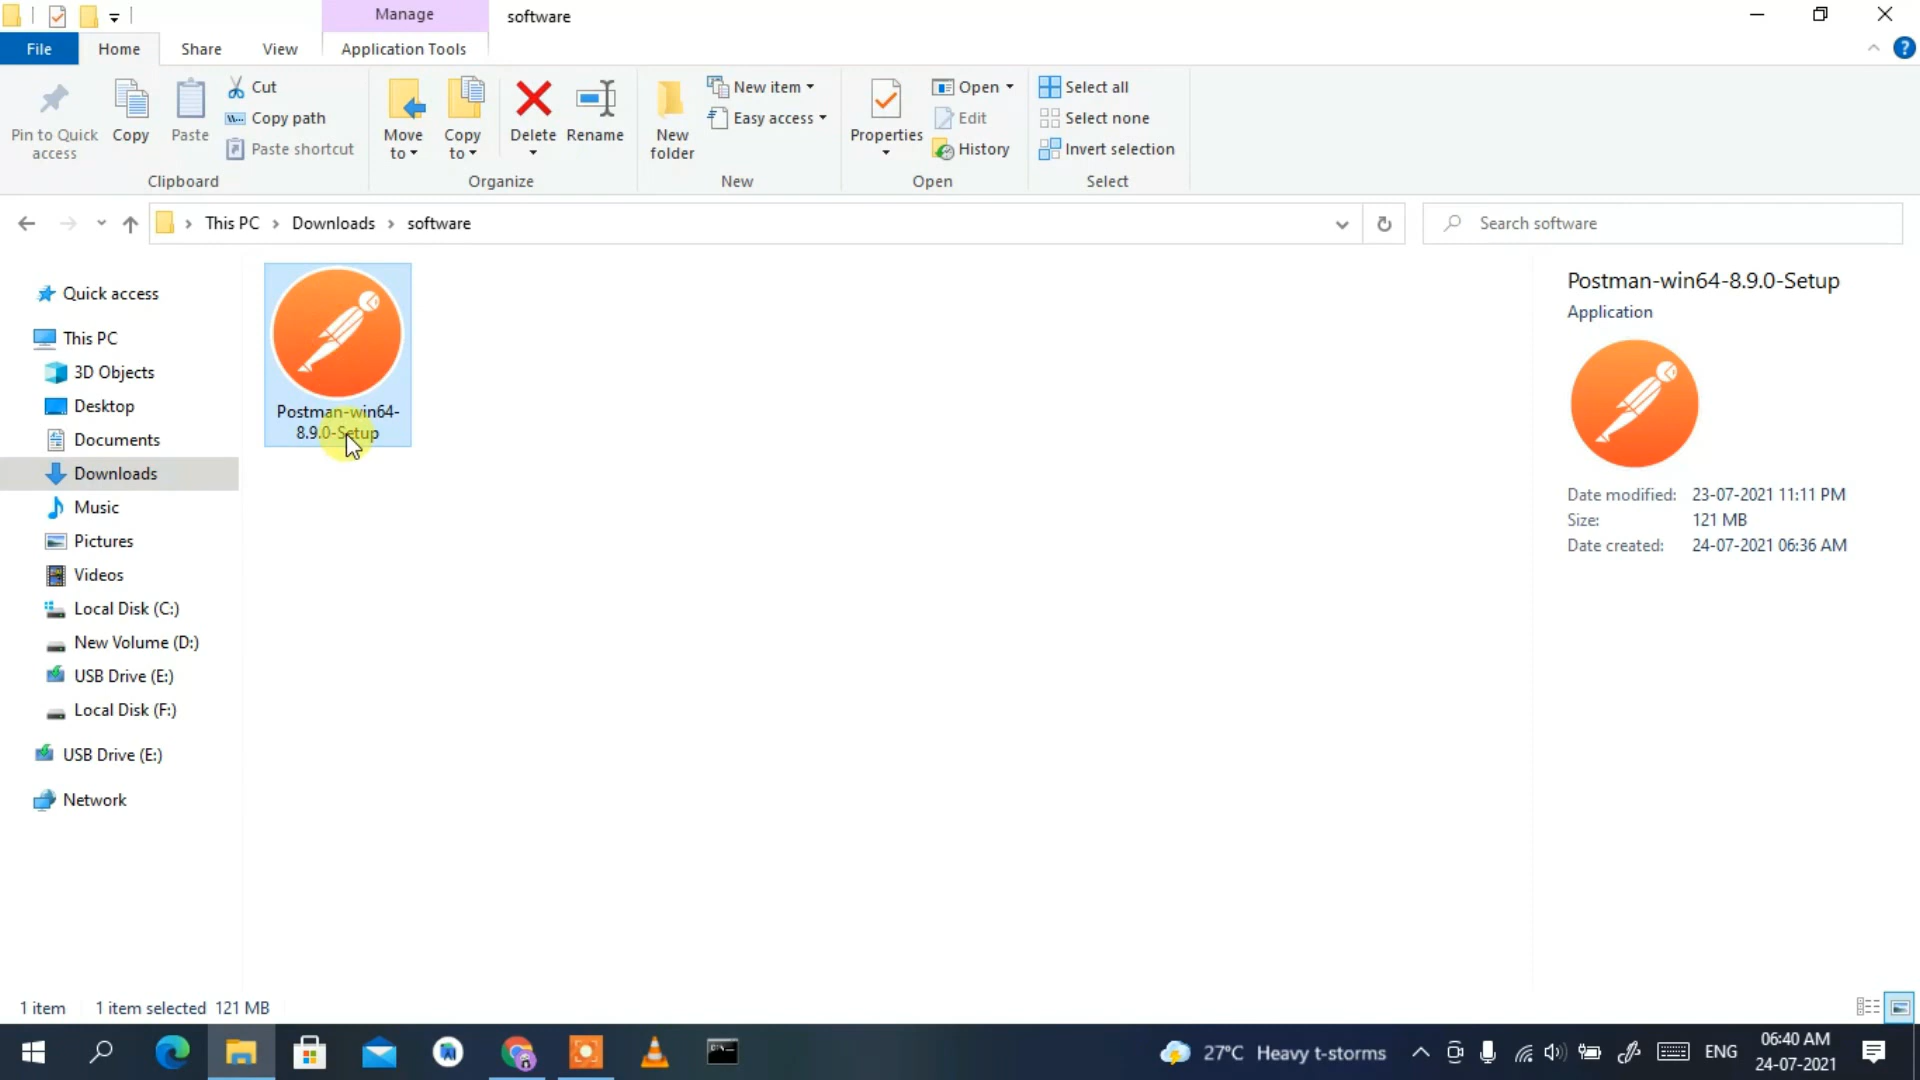 Manage
software
File
Home
Share
View
Application Tools
Pin to Quick
access
Copy
Paste
Cut
Copy path
Paste shortcut
Clipboard
Move
to
Copy
to
Delete
Rename
Organize
New
folder
New item
Easy access
New
Properties
Open
Edit
History
Open
Select all
Select none
Invert selection
Select
This PC > Downloads > software
Search software
Quick access
This PC
3D Objects
Desktop
Documents
Downloads
Music
Pictures
Videos
Local Disk (C:)
New Volume (D:)
USB Drive (E:)
Local Disk (F:)
USB Drive (E:)
Network
Postman-win64-
8.9.0-Setup
Postman-win64-8.9.0-Setup
Application
Date modified: 23-07-2021 11:11 PM
Size: 121 MB
Date created: 24-07-2021 06:36 AM
1 item 1 item selected 121 MB
27°C Heavy t-storms
ENG
06:40 AM
24-07-2021